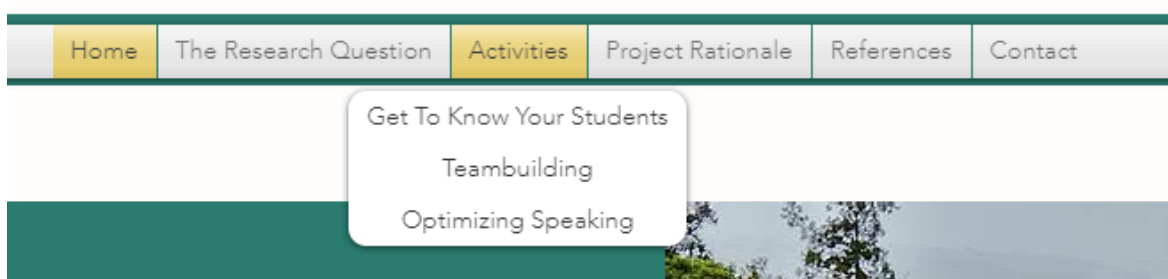 Home The Research Question Activities Project Rationale References Contact
Get To Know Your Students
Teambuilding
Optimizing Speaking